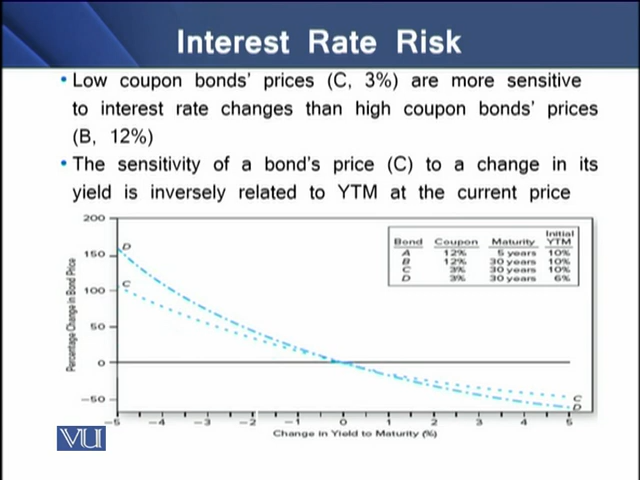 Interest Rate Risk
• Low coupon bonds' prices (C, 3%) are more sensitive
to interest rate changes than high coupon bonds' prices
(B, 12%)
• The sensitivity of a bond's price (C) to a change in its
yield is inversely related to YTM at the current price
200
150
100
50
0
−50
Percentage Change in Bond Price
D
C
Initial
Bond Coupon Maturity YTM
A 12% 5 years 10%
B 12% 30 years 10%
C 3% 30 years 10%
D 3% 30 years 6%
C
D
−5 −4 −3 −2 −1 0 1 2 3 4 5
Change in Yield to Maturity (%)
VU